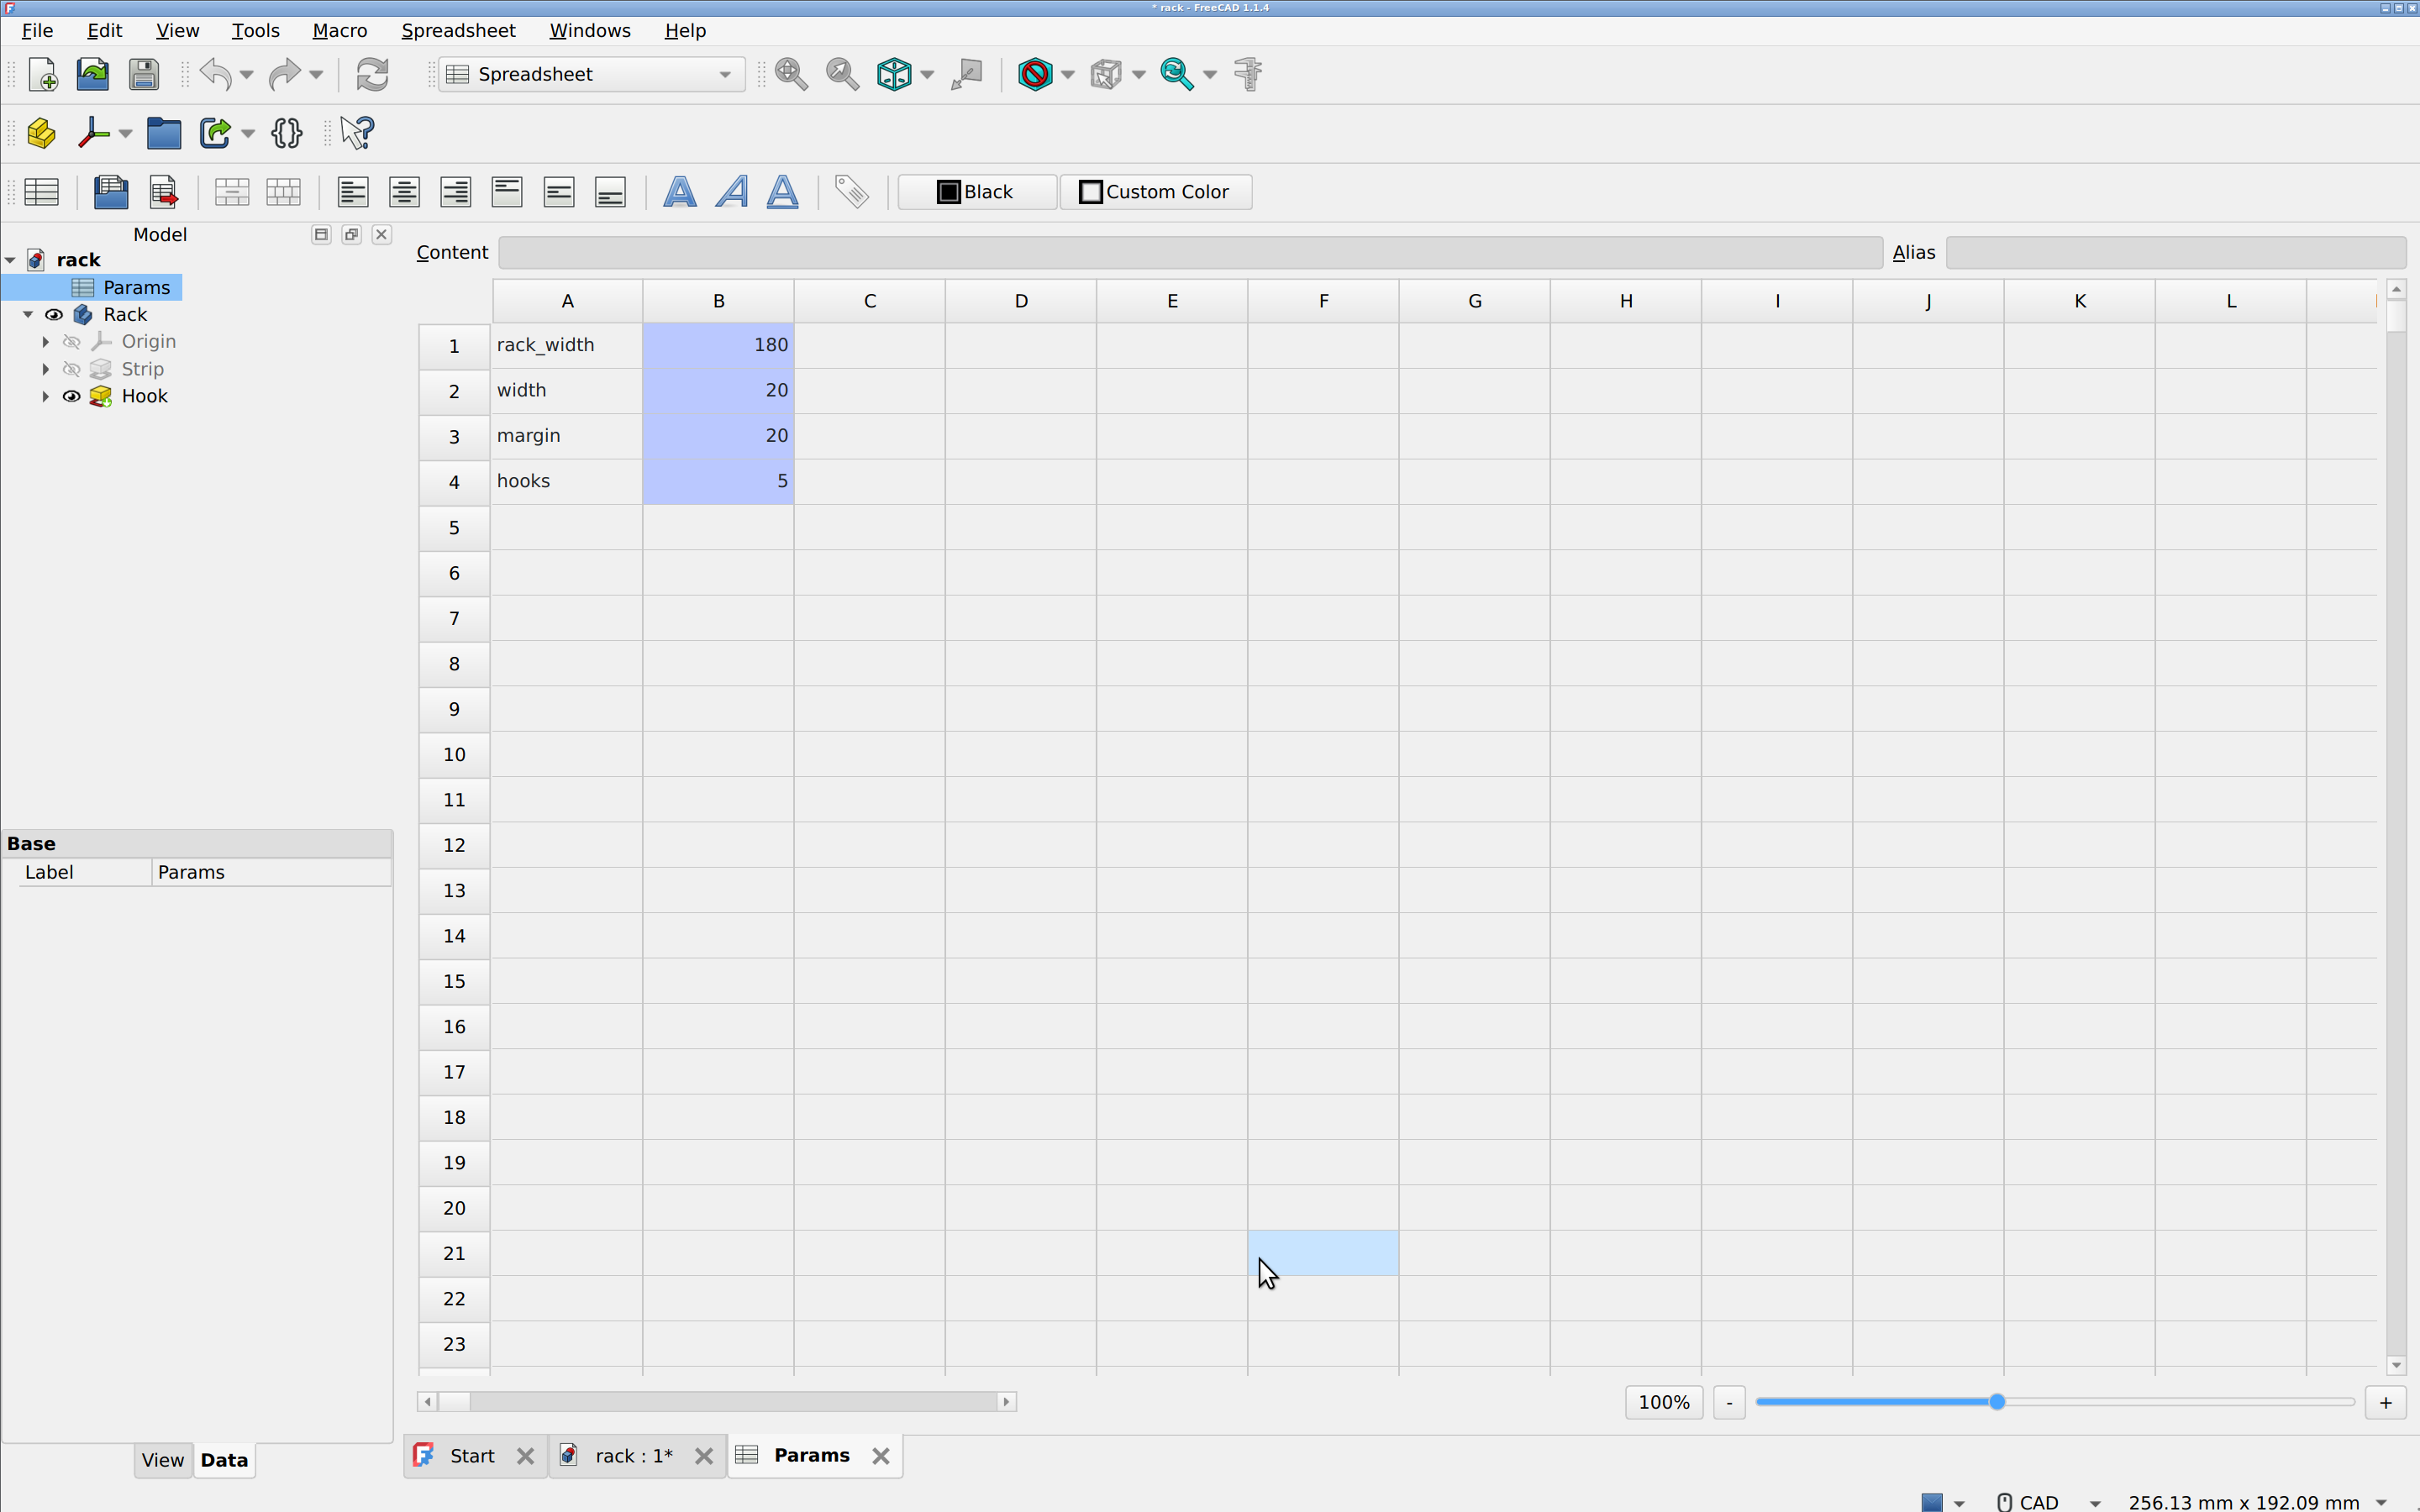 * rack - FreeCAD 1.1.4
File Edit View Tools Macro Spreadsheet Windows Help
Spreadsheet
Black Custom Color
Model
rack
Params
Rack
Origin
Strip
Hook
Content Alias
A B C D E F G H I J K L
1 rack_width 180
2 width 20
3 margin 20
4 hooks 5
5
6
7
8
9
10
11
12
13
14
15
16
17
18
19
20
21
22
23
Base
Label Params
100% - +
View Data
Start rack : 1* Params
CAD 256.13 mm x 192.09 mm